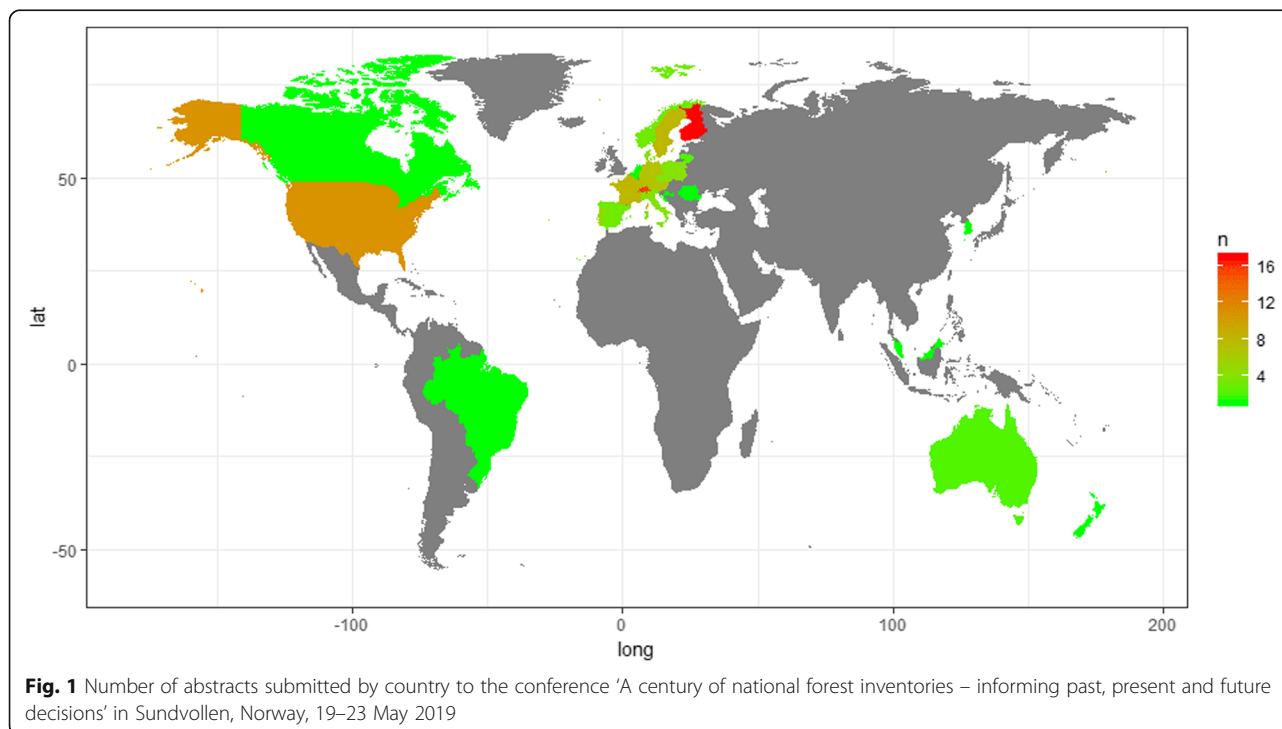 50
0
-50
lat
-100
0
100
200
long
n
16
12
8
4
Fig. 1 Number of abstracts submitted by country to the conference ‘A century of national forest inventories – informing past, present and future
decisions’ in Sundvollen, Norway, 19–23 May 2019